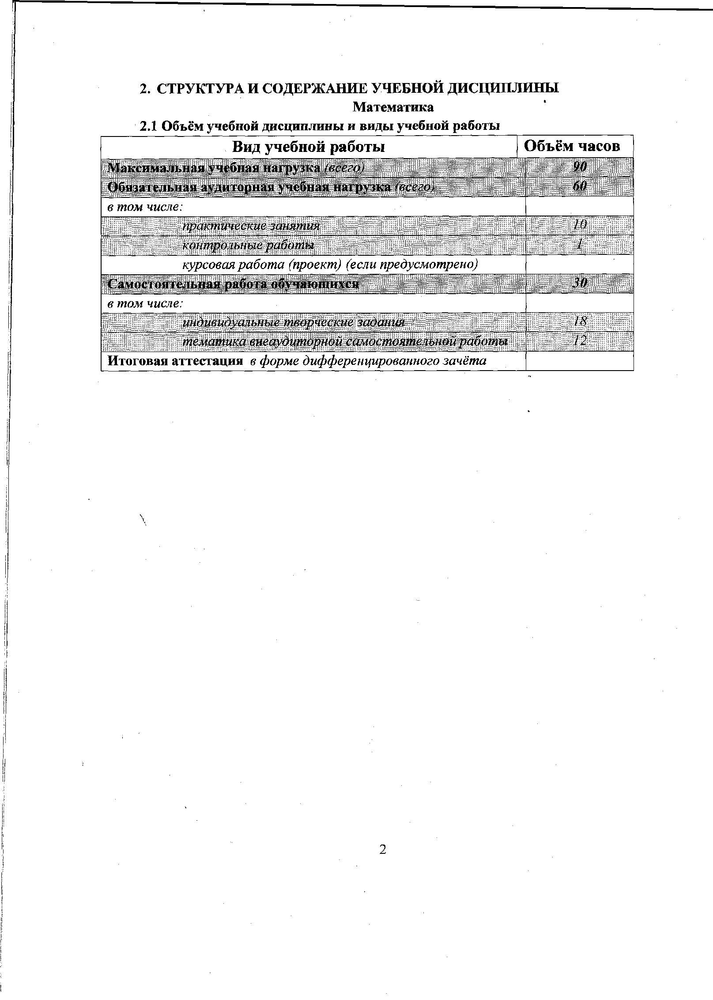 2. СТРУКТУРА И СОДЕРЖАНИЕ УЧЕБНОЙ ДИСЦИПЛИНЫ
Математика
2.1 Объём учебной дисциплины и виды учебной работы
Вид учебной работы Объём часов
Максимальная учебная нагрузка (всего) 90
Обязательная аудиторная учебная нагрузка (всего) 60
в том числе:
практические занятия 10
контрольные работы 1
курсовая работа (проект) (если предусмотрено)
Самостоятельная работа обучающихся 30
в том числе:
индивидуальные творческие задания 18
тематика внеаудиторной самостоятельной работы 12
Итоговая аттестация в форме дифференцированного зачёта
2